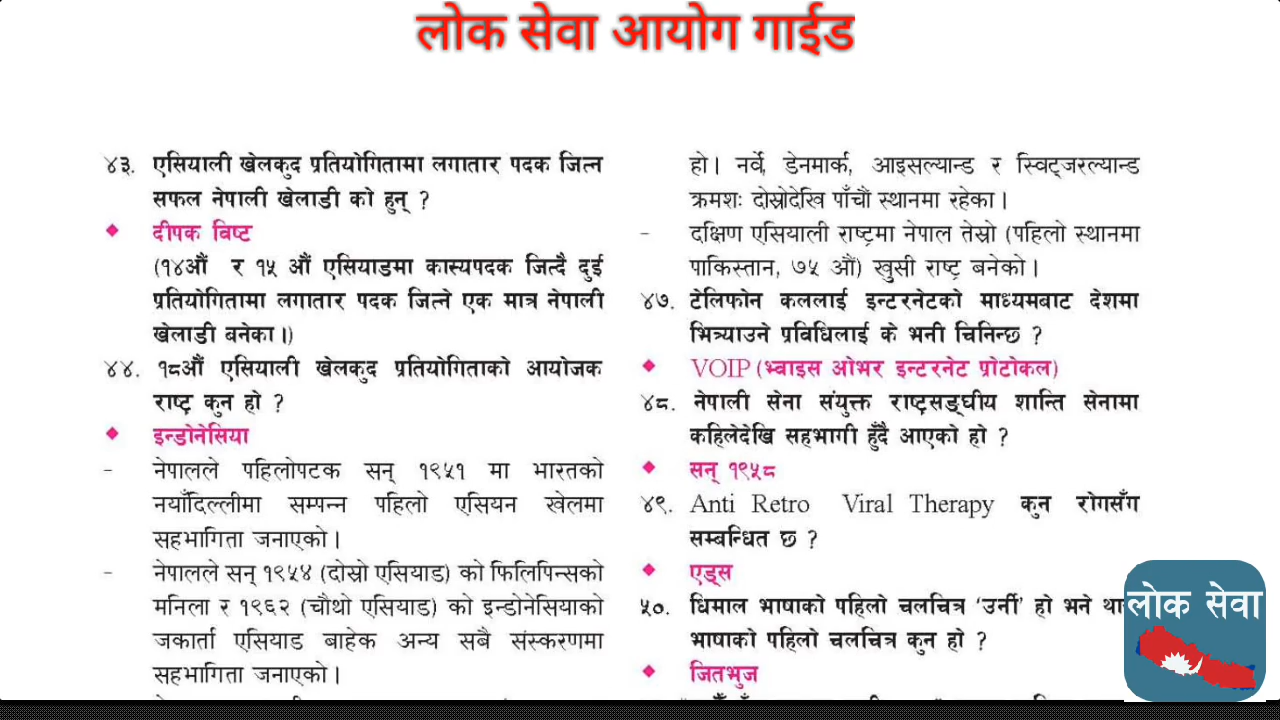 लोक सेवा आयोग गाईड
४३. एसियाली खेलकुद प्रतियोगितामा लगातार पदक जित्न
सफल नेपाली खेलाडी को हुन् ?
◆ दीपक विष्ट
(१४औं र १५ औं एसियाडमा कास्यपदक जित्दै दुई
प्रतियोगितामा लगातार पदक जित्ने एक मात्र नेपाली
खेलाडी बनेका।)
४४. १८औं एसियाली खेलकुद प्रतियोगिताको आयोजक
राष्ट्र कुन हो ?
◆ इन्डोनेसिया
- नेपालले पहिलोपटक सन् १९५१ मा भारतको
नयाँदिल्लीमा सम्पन्न पहिलो एसियन खेलमा
सहभागिता जनाएको।
- नेपालले सन् १९५४ (दोस्रो एसियाड) को फिलिपिन्सको
मनिला र १९६२ (चौथो एसियाड) को इन्डोनेसियाको
जकार्ता एसियाड बाहेक अन्य सबै संस्करणमा
सहभागिता जनाएको।
हो। नर्वे, डेनमार्क, आइसल्यान्ड र स्विट्जरल्यान्ड
क्रमशः दोस्रोदेखि पाँचौं स्थानमा रहेका।
- दक्षिण एसियाली राष्ट्रमा नेपाल तेस्रो (पहिलो स्थानमा
पाकिस्तान, ७५ औं) खुसी राष्ट्र बनेको।
४७. टेलिफोन कललाई इन्टरनेटको माध्यमबाट देशमा
भित्र्याउने प्रविधिलाई के भनी चिनिन्छ ?
◆ VOIP (भ्वाइस ओभर इन्टरनेट प्रोटोकल)
४८. नेपाली सेना संयुक्त राष्ट्रसङ्घीय शान्ति सेनामा
कहिलेदेखि सहभागी हुँदै आएको हो ?
◆ सन् १९५८
४९. Anti Retro Viral Therapy कुन रोगसँग
सम्बन्धित छ ?
◆ एड्स
५०. धिमाल भाषाको पहिलो चलचित्र ‘उर्नी’ हो भने
भाषाको पहिलो चलचित्र कुन हो ?
◆ जितभुज
लोक सेवा